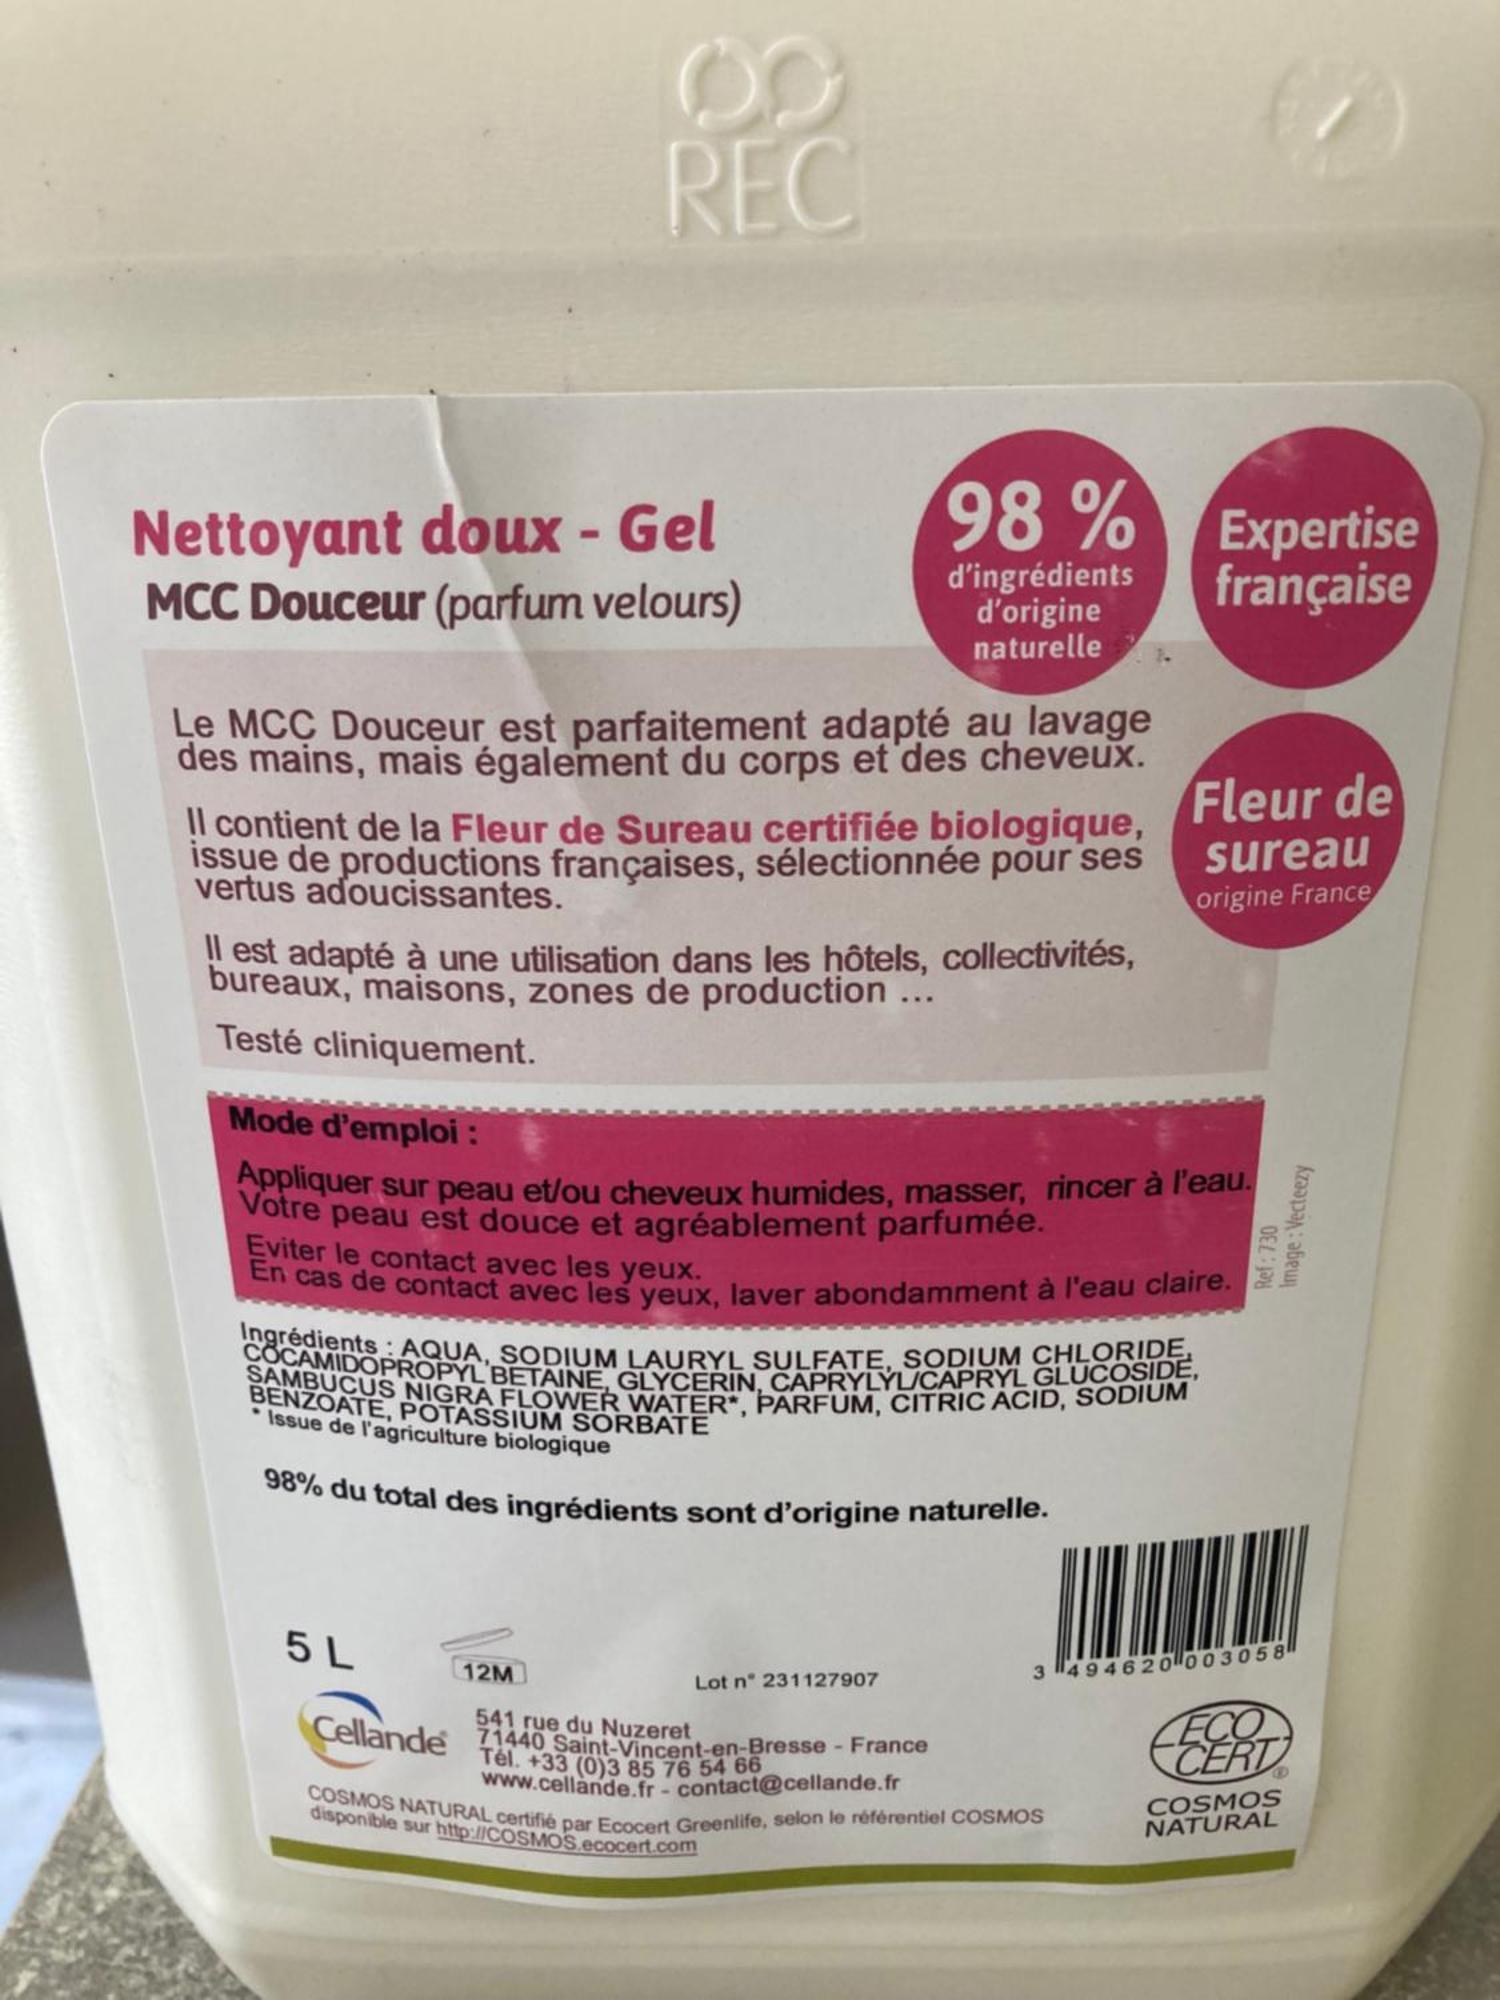 REC
Nettoyant doux - Gel
MCC Douceur (parfum velours)
98 %
d'ingrédients
d'origine
naturelle
Expertise
française
Le MCC Douceur est parfaitement adapté au lavage
des mains, mais également du corps et des cheveux.
Il contient de la Fleur de Sureau certifiée biologique,
issue de productions françaises, sélectionnée pour ses
vertus adoucissantes.
Fleur de
sureau
origine France
Il est adapté à une utilisation dans les hôtels, collectivités,
bureaux, maisons, zones de production ...
Testé cliniquement.
Mode d'emploi :
Appliquer sur peau et/ou cheveux humides, masser, rincer à l'eau.
Votre peau est douce et agréablement parfumée.
Eviter le contact avec les yeux.
En cas de contact avec les yeux, laver abondamment à l'eau claire.
Ref : 730
Image : Vecteezy
Ingrédients : AQUA, SODIUM LAURYL SULFATE, SODIUM CHLORIDE,
COCAMIDOPROPYL BETAINE, GLYCERIN, CAPRYLYL/CAPRYL GLUCOSIDE,
SAMBUCUS NIGRA FLOWER WATER*, PARFUM, CITRIC ACID, SODIUM
BENZOATE, POTASSIUM SORBATE
* Issue de l'agriculture biologique
98% du total des ingrédients sont d'origine naturelle.
5 L
12M
Lot n° 231127907
3 494620 003058
Cellande
541 rue du Nuzeret
71440 Saint-Vincent-en-Bresse - France
Tél. +33 (0)3 85 76 54 66
www.cellande.fr - contact@cellande.fr
ECO
CERT®
COSMOS
NATURAL
COSMOS NATURAL certifié par Ecocert Greenlife, selon le référentiel COSMOS
disponible sur http://COSMOS.ecocert.com